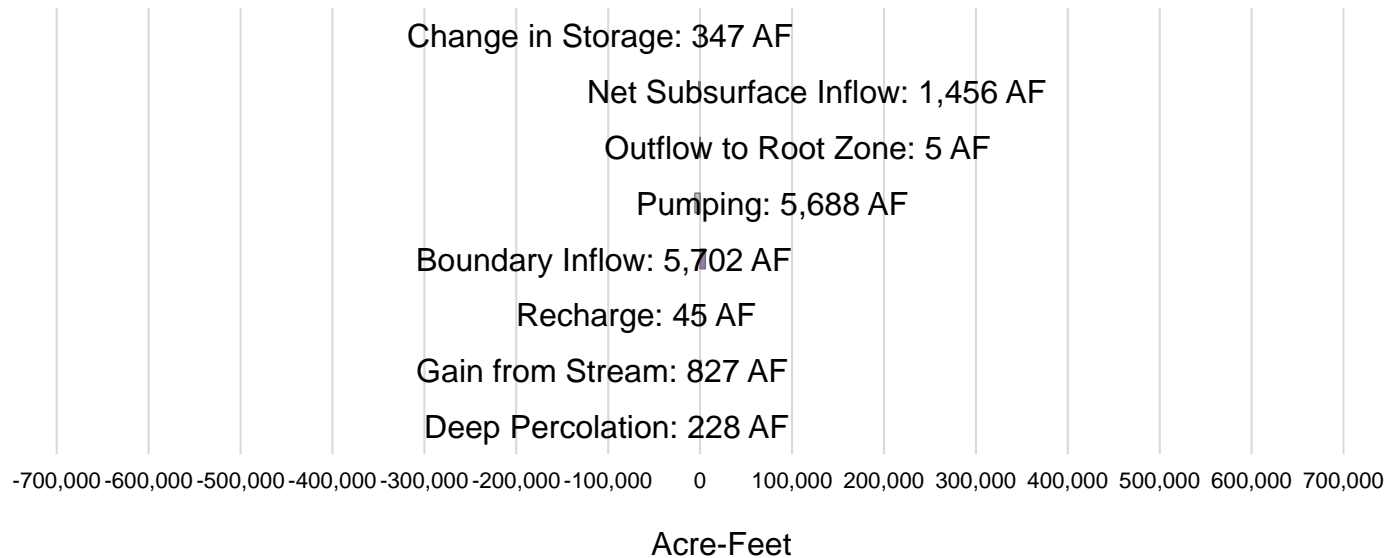 Change in Storage: 347 AF
Net Subsurface Inflow: 1,456 AF
Outflow to Root Zone: 5 AF
Pumping: 5,688 AF
Boundary Inflow: 5,702 AF
Recharge: 45 AF
Gain from Stream: 827 AF
Deep Percolation: 228 AF
-700,000 -600,000 -500,000 -400,000 -300,000 -200,000 -100,000 0 100,000 200,000 300,000 400,000 500,000 600,000 700,000
Acre-Feet